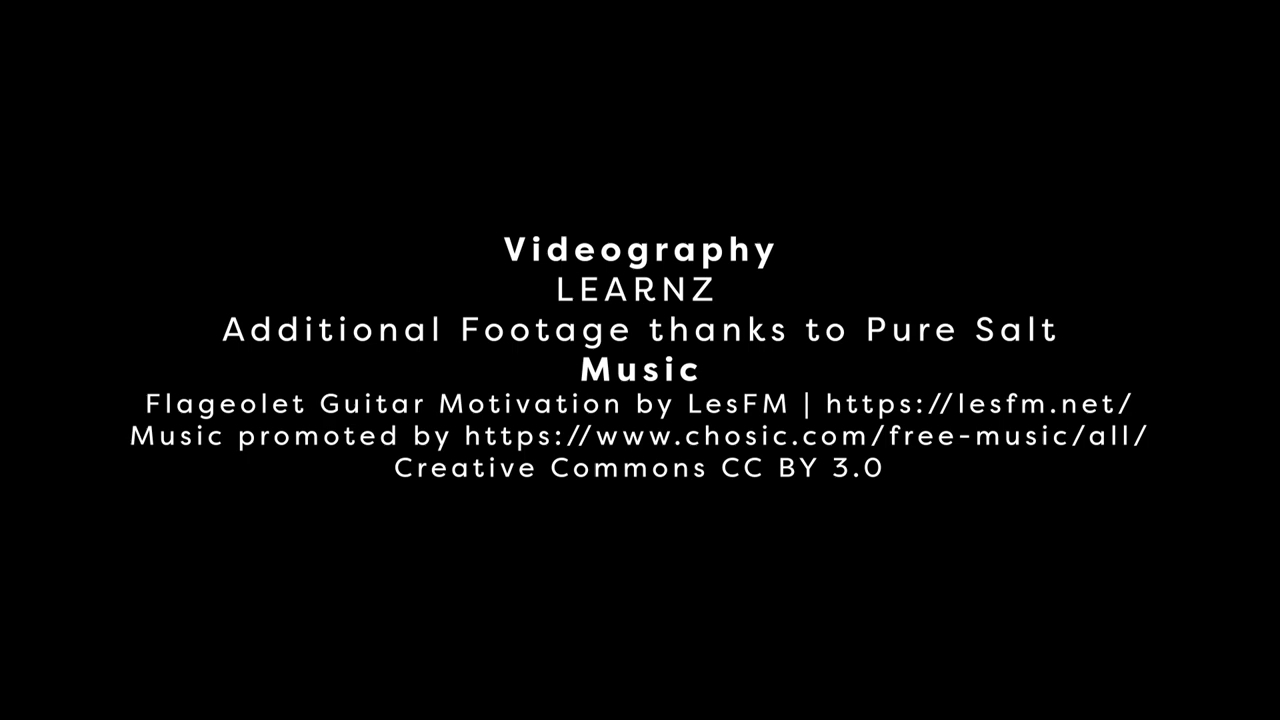 Videography
LEARNZ
Additional Footage thanks to Pure Salt
Music
Flageolet Guitar Motivation by LesFM | https://lesfm.net/
Music promoted by https://www.chosic.com/free-music/all/
Creative Commons CC BY 3.0